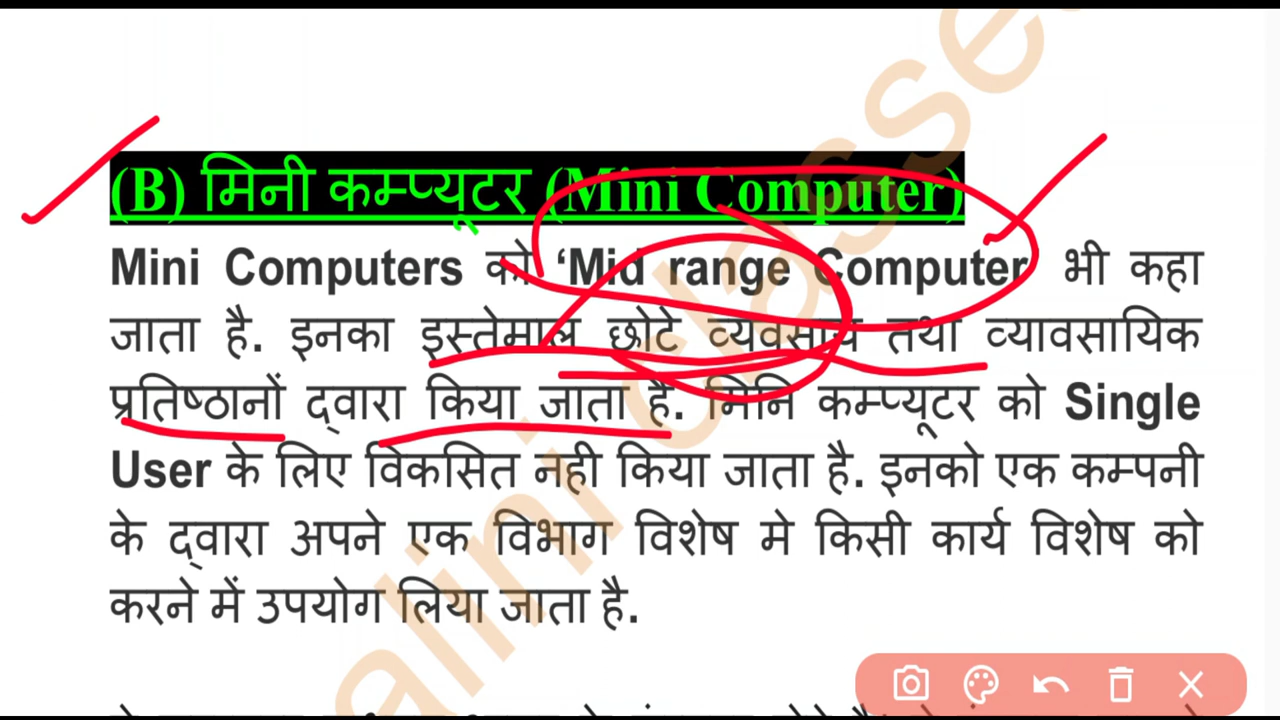 (B) मिनी कम्प्यूटर (Mini Computer)
Mini Computers को ‘Mid range Computer भी कहा
जाता है. इनका इस्तेमाल छोटे व्यवसाय तथा व्यावसायिक
प्रतिष्ठानों द्वारा किया जाता है. मिनि कम्प्यूटर को Single
User के लिए विकसित नही किया जाता है. इनको एक कम्पनी
के द्वारा अपने एक विभाग विशेष मे किसी कार्य विशेष को
करने में उपयोग लिया जाता है.